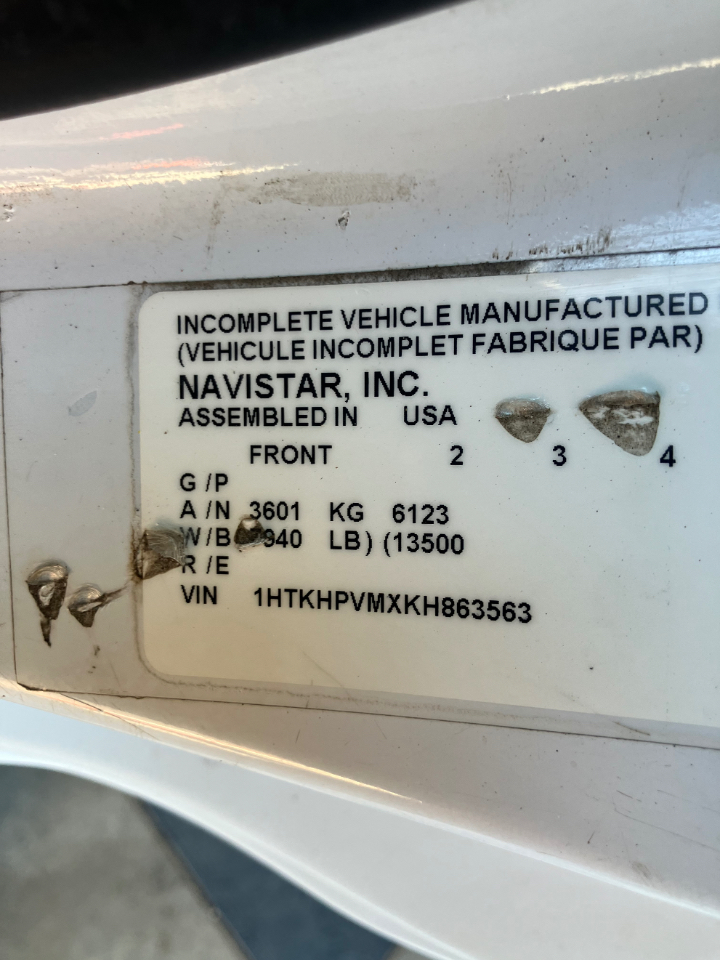 INCOMPLETE VEHICLE MANUFACTURED
(VEHICULE INCOMPLET FABRIQUE PAR)
NAVISTAR, INC.
ASSEMBLED IN USA
FRONT 2 3 4
G /P
A /N 3601 KG 6123
W/B 940 LB) (13500
R /E
VIN 1HTKHPVMXKH863563